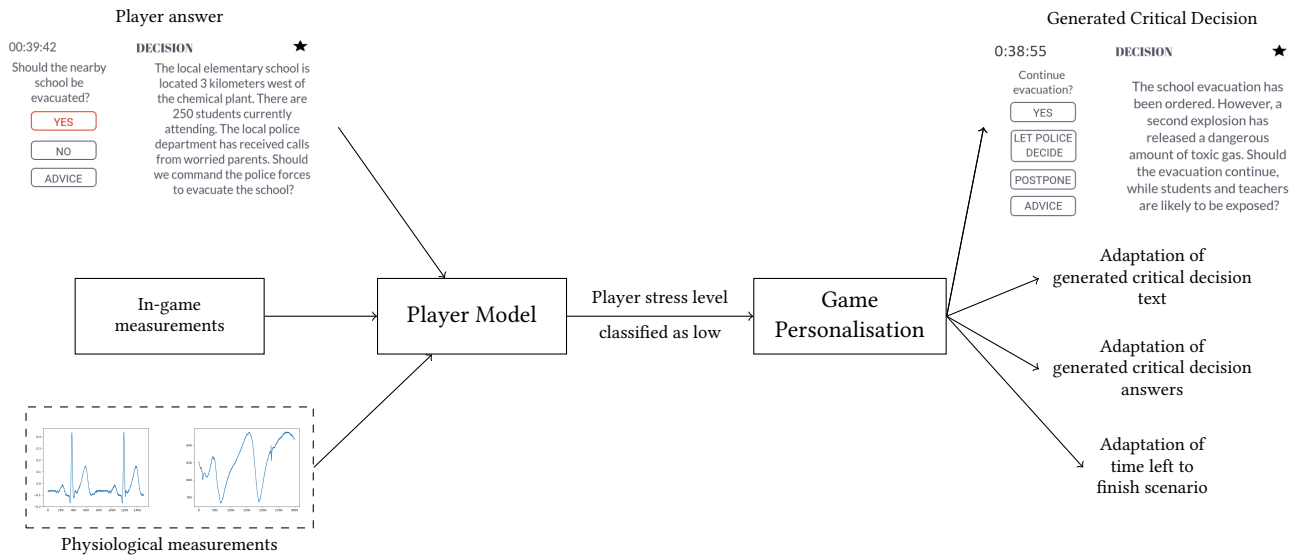 Player answer
00:39:42
DECISION
★
Should the nearby
school be
evacuated?
YES
NO
ADVICE
The local elementary school is
located 3 kilometers west of
the chemical plant. There are
250 students currently
attending. The local police
department has received calls
from worried parents. Should
we command the police forces
to evacuate the school?
In-game
measurements
Player Model
Player stress level
classified as low
Game
Personalisation
Physiological measurements
Generated Critical Decision
0:38:55
DECISION
★
Continue
evacuation?
YES
LET POLICE
DECIDE
POSTPONE
ADVICE
The school evacuation has
been ordered. However, a
second explosion has
released a dangerous
amount of toxic gas. Should
the evacuation continue,
while students and teachers
are likely to be exposed?
Adaptation of
generated critical decision
text
Adaptation of
generated critical decision
answers
Adaptation of
time left to
finish scenario